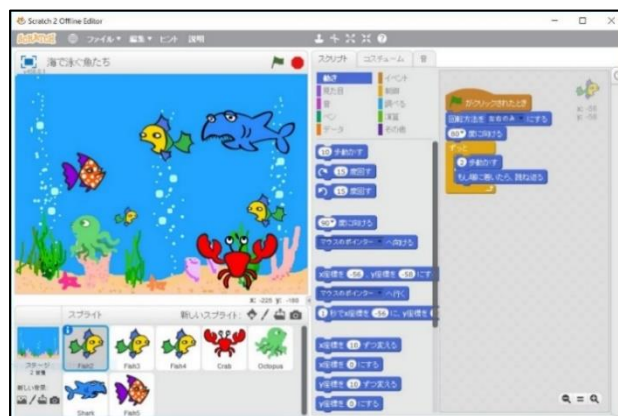 Scratch 2 Offline Editor
SCRATCH ファイル▼ 編集▼ ヒント 説明
海で泳ぐ魚たち
スクリプト コスチューム 音
動き イベント
見た目 制御
音 調べる
ペン 演算
データ その他
10 歩動かす
15 度回す
15 度回す
90▼ 度に向ける
マウスのポインター へ向ける
x座標を -56 、y座標を -58 にす
マウスのポインター へ行く
1 秒でx座標を -56 に、y座標を
x座標を 10 ずつ変える
x座標を 0 にする
y座標を 10 ずつ変える
y座標を 0 にする
がクリックされたとき
回転方法を 左右のみ にする
90▼ 度に向ける
ずっと
2 歩動かす
もし端に着いたら、跳ね返る
x: -56
y: -58
x: -225 y: -180
スプライト 新しいスプライト:
ステージ
2 背景
新しい背景:
Fish2 Fish3 Fish4 Crab Octopus
Shark Fish5